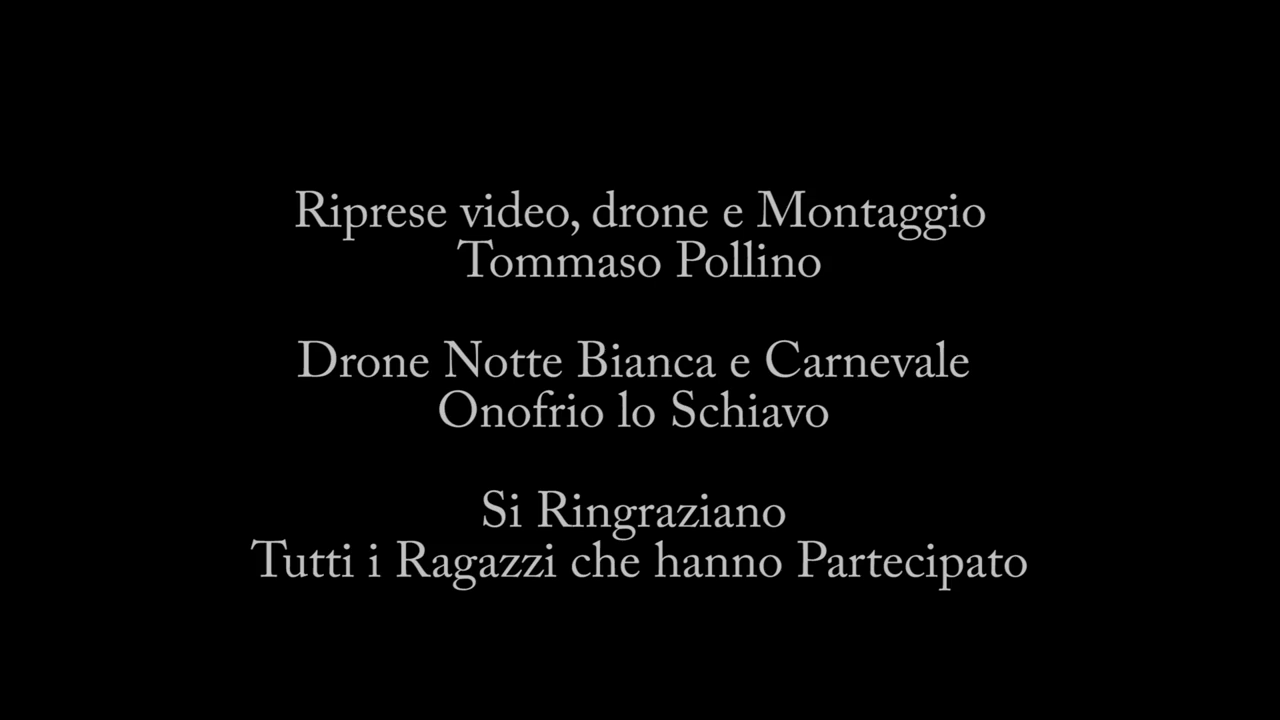 Riprese video, drone e Montaggio
Tommaso Pollino
Drone Notte Bianca e Carnevale
Onofrio lo Schiavo
Si Ringraziano
Tutti i Ragazzi che hanno Partecipato